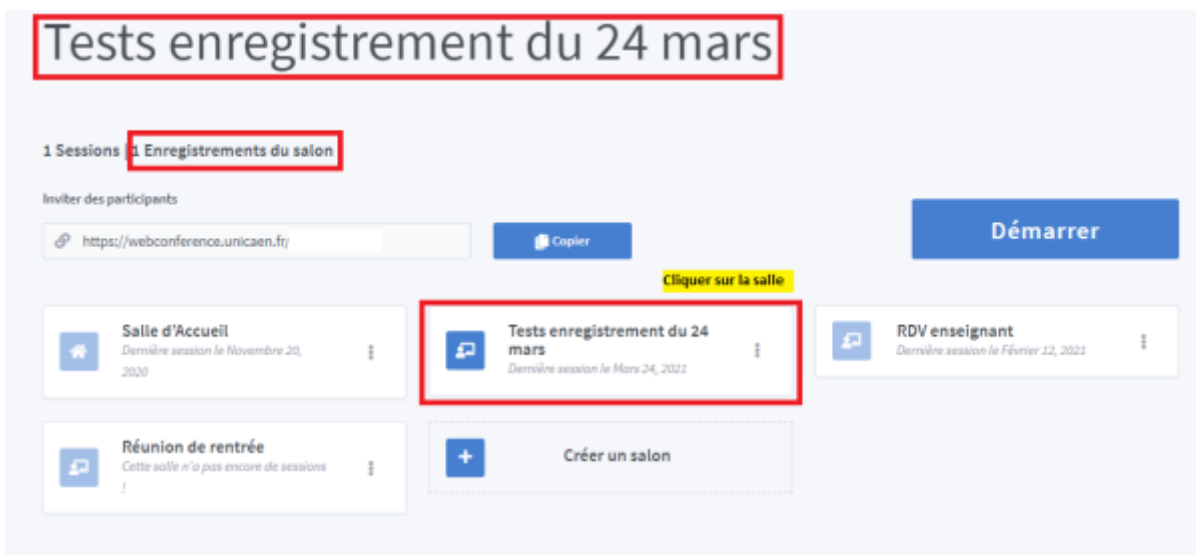 Tests enregistrement du 24 mars
1 Sessions | 1 Enregistrements du salon
Inviter des participants
https://webconference.unicaen.fr/
Copier
Démarrer
Cliquer sur la salle
Salle d'Accueil
Dernière session le Novembre 20,
2020
Tests enregistrement du 24
mars
Dernière session le Mars 24, 2021
RDV enseignant
Dernière session le Février 12, 2021
Réunion de rentrée
Cette salle n'a pas encore de sessions
!
Créer un salon